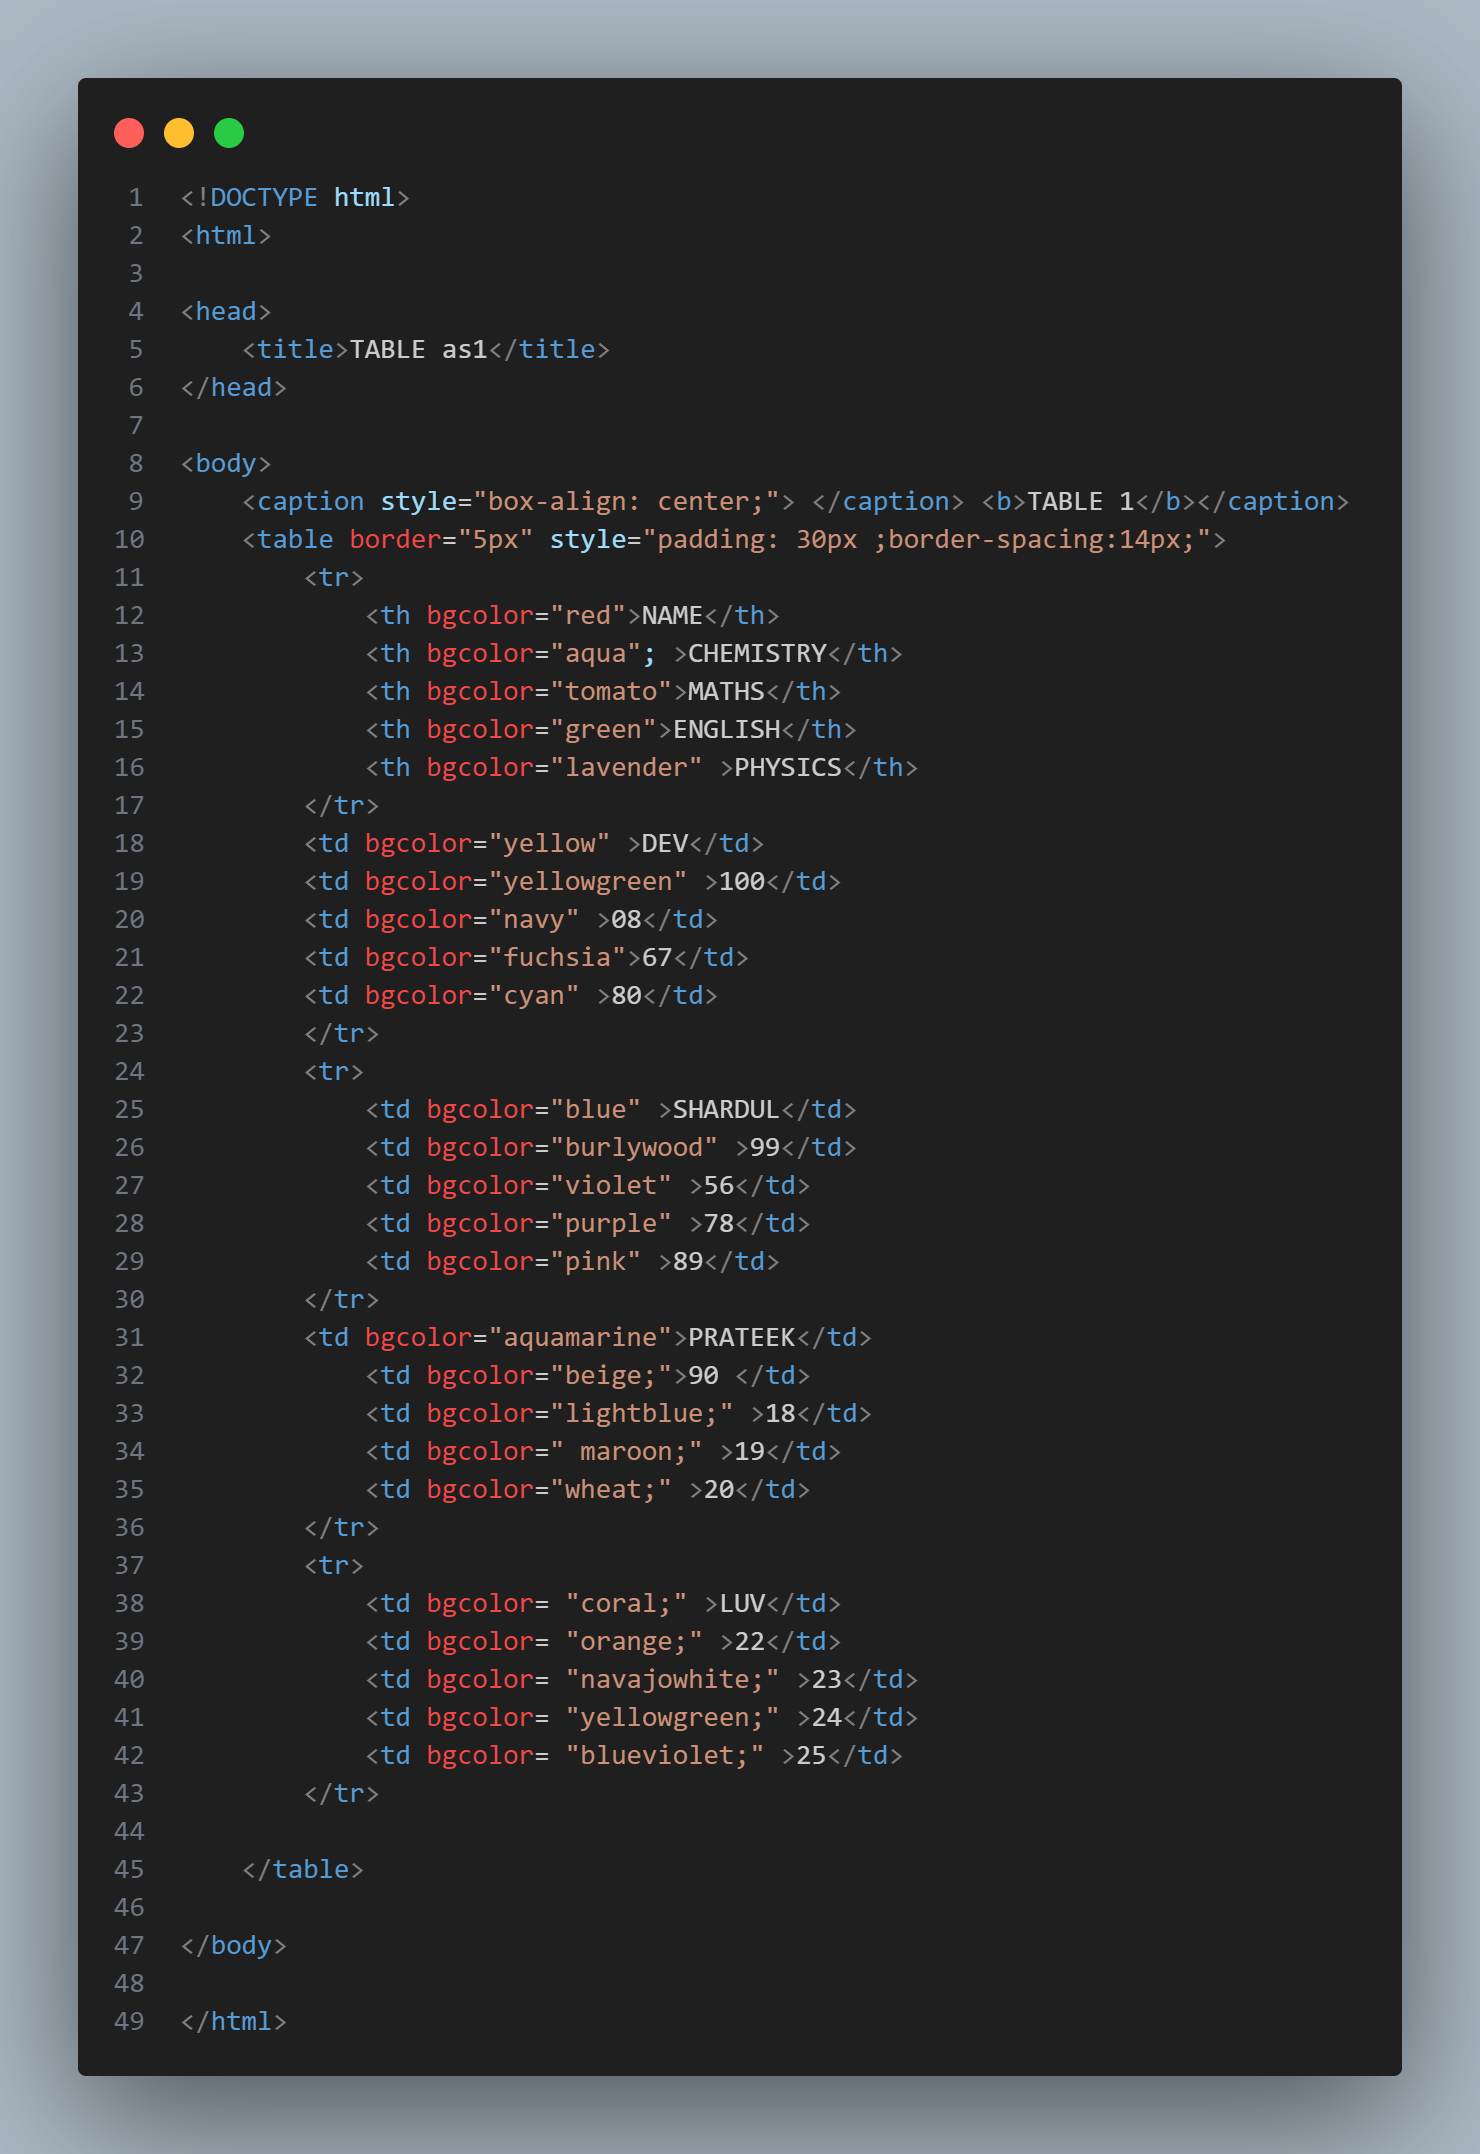 1 <!DOCTYPE html>
2 <html>
3
4 <head>
5     <title>TABLE as1</title>
6 </head>
7
8 <body>
9     <caption style="box-align: center;"> </caption> <b>TABLE 1</b></caption>
10     <table border="5px" style="padding: 30px ;border-spacing:14px;">
11         <tr>
12             <th bgcolor="red">NAME</th>
13             <th bgcolor="aqua"; >CHEMISTRY</th>
14             <th bgcolor="tomato">MATHS</th>
15             <th bgcolor="green">ENGLISH</th>
16             <th bgcolor="lavender" >PHYSICS</th>
17         </tr>
18         <td bgcolor="yellow" >DEV</td>
19         <td bgcolor="yellowgreen" >100</td>
20         <td bgcolor="navy" >08</td>
21         <td bgcolor="fuchsia">67</td>
22         <td bgcolor="cyan" >80</td>
23         </tr>
24         <tr>
25             <td bgcolor="blue" >SHARDUL</td>
26             <td bgcolor="burlywood" >99</td>
27             <td bgcolor="violet" >56</td>
28             <td bgcolor="purple" >78</td>
29             <td bgcolor="pink" >89</td>
30         </tr>
31         <td bgcolor="aquamarine">PRATEEK</td>
32             <td bgcolor="beige;">90 </td>
33             <td bgcolor="lightblue;" >18</td>
34             <td bgcolor=" maroon;" >19</td>
35             <td bgcolor="wheat;" >20</td>
36         </tr>
37         <tr>
38             <td bgcolor= "coral;" >LUV</td>
39             <td bgcolor= "orange;" >22</td>
40             <td bgcolor= "navajowhite;" >23</td>
41             <td bgcolor= "yellowgreen;" >24</td>
42             <td bgcolor= "blueviolet;" >25</td>
43         </tr>
44
45     </table>
46
47 </body>
48
49 </html>